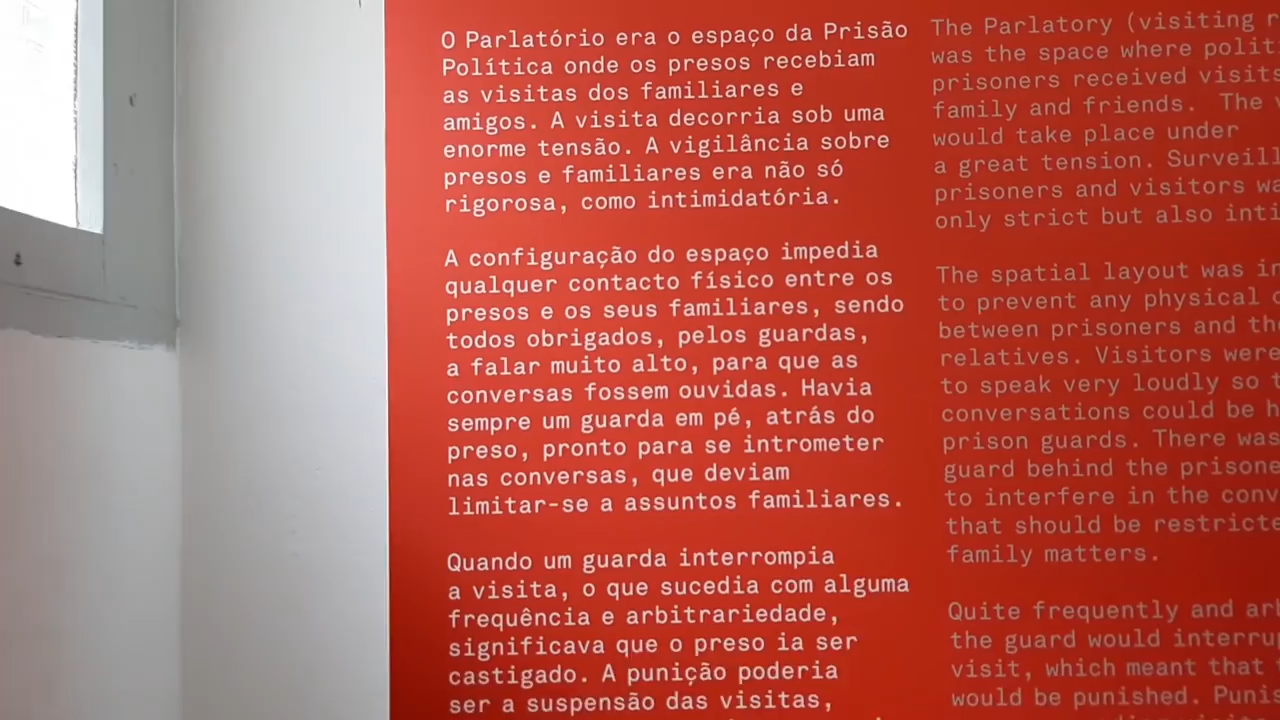 O Parlatório era o espaço da Prisão
Política onde os presos recebiam
as visitas dos familiares e
amigos. A visita decorria sob uma
enorme tensão. A vigilância sobre
presos e familiares era não só
rigorosa, como intimidatória.
A configuração do espaço impedia
qualquer contacto físico entre os
presos e os seus familiares, sendo
todos obrigados, pelos guardas,
a falar muito alto, para que as
conversas fossem ouvidas. Havia
sempre um guarda em pé, atrás do
preso, pronto para se intrometer
nas conversas, que deviam
limitar-se a assuntos familiares.
Quando um guarda interrompia
a visita, o que sucedia com alguma
frequência e arbitrariedade,
significava que o preso ia ser
castigado. A punição poderia
ser a suspensão das visitas,
The Parlatory (visiting
was the space where
prisoners received visits
family and friends. The
would take place under
a great tension.
prisoners and visitors
only strict but also
The spatial layout was
to prevent any physical
between prisoners and
relatives. Visitors were
to speak very loudly so
conversations could be
prison guards. There was
guard behind the
to interfere in the
that should be
family matters.
Quite frequently and
the guard would
visit, which meant that
would be punished.